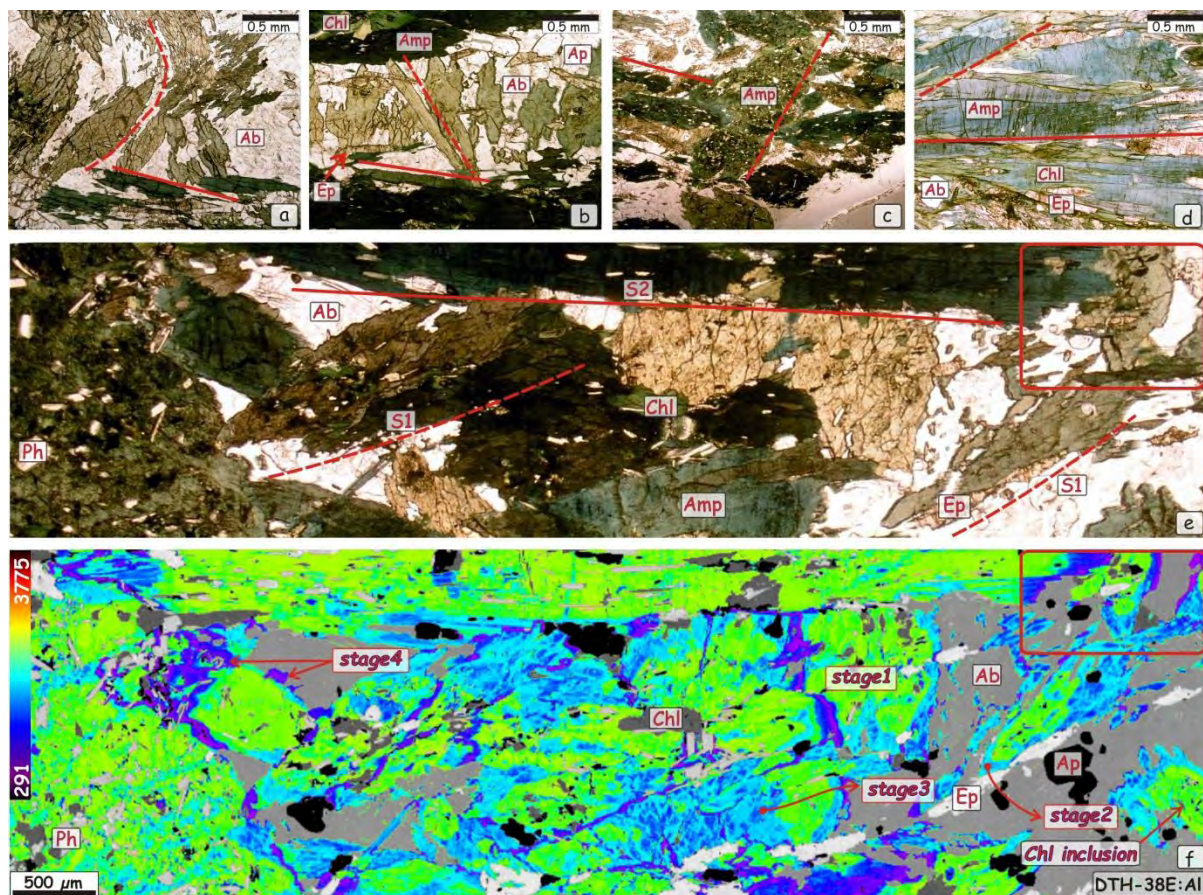 0.5 mm
Ab
a
Chl
0.5 mm
Amp
Ap
Ab
Ep
b
0.5 mm
Amp
c
0.5 mm
Amp
Chl
Ab
Ep
d
S2
Ab
Chl
S1
Ph
Amp
Ep
S1
e
3775
291
stage4
stage1
Ab
Chl
Ap
stage3
Ep
stage2
Ph
Chl inclusion
f
500 µm
DTH-38E:Al